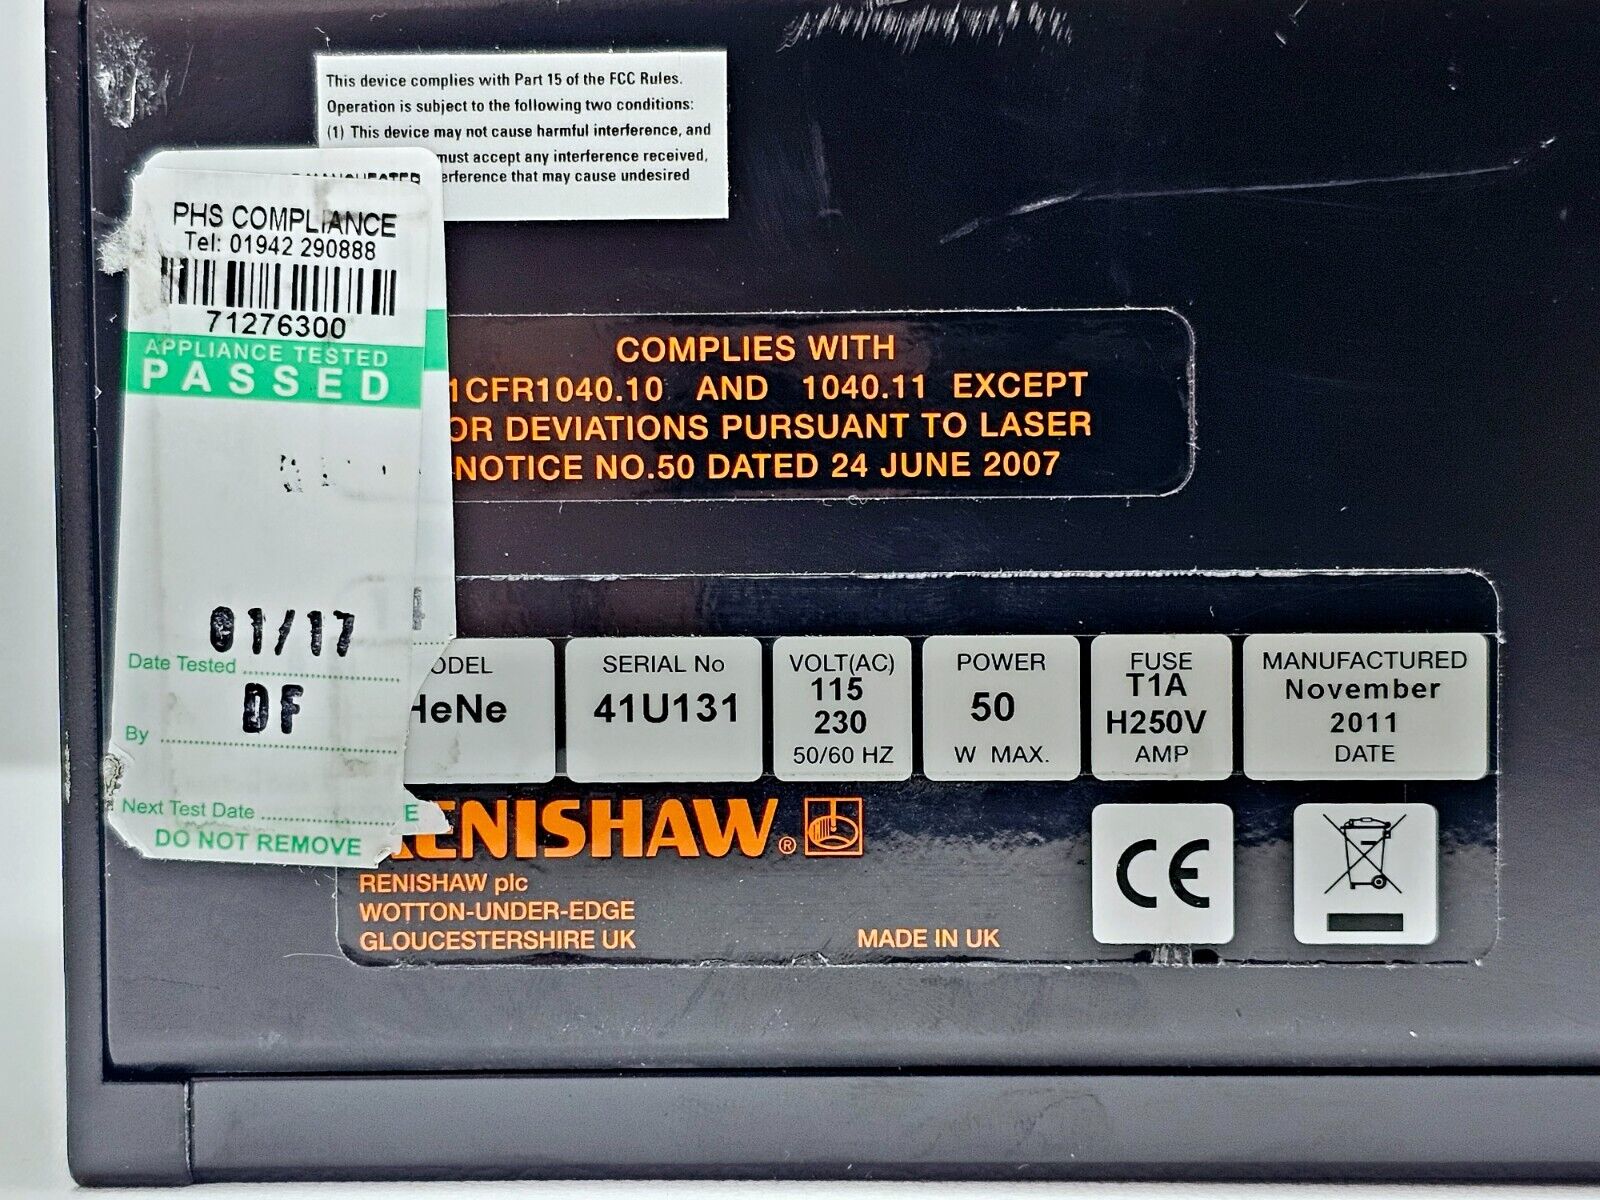 This device complies with Part 15 of the FCC Rules.
Operation is subject to the following two conditions:
(1) This device may not cause harmful interference, and
must accept any interference received,
erference that may cause undesired
PHS COMPLIANCE
Tel: 01942 290888
71276300
APPLIANCE TESTED
PASSED
01/17
Date Tested
DF
By
Next Test Date
DO NOT REMOVE
E
COMPLIES WITH
1CFR1040.10 AND 1040.11 EXCEPT
OR DEVIATIONS PURSUANT TO LASER
NOTICE NO.50 DATED 24 JUNE 2007
ODEL
HeNe
SERIAL No
41U131
VOLT(AC)
115
230
50/60 HZ
POWER
50
W MAX.
FUSE
T1A
H250V
AMP
MANUFACTURED
November
2011
DATE
RENISHAW®
RENISHAW plc
WOTTON-UNDER-EDGE
GLOUCESTERSHIRE UK
MADE IN UK
CE